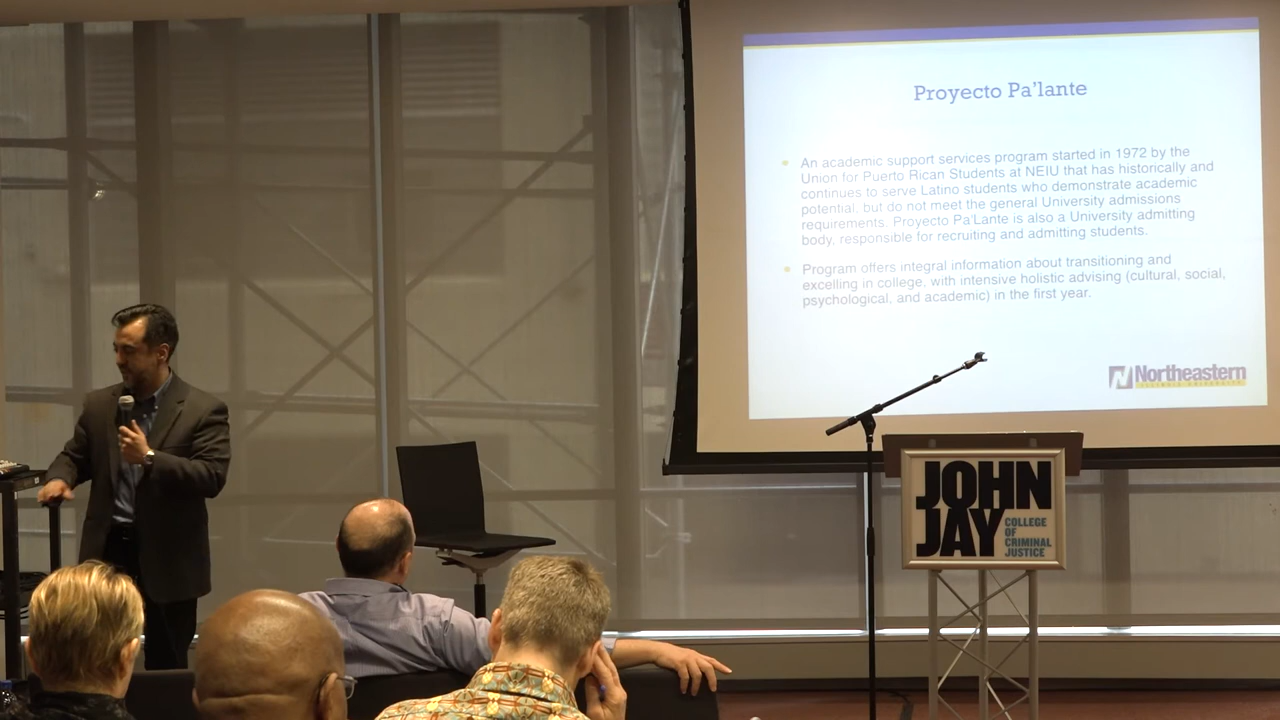 Proyecto Pa'lante
An academic support services program started in 1972 by the
Union for Puerto Rican Students at NEIU that has historically and
continues to serve Latino students who demonstrate academic
potential, but do not meet the general University admissions
requirements. Proyecto Pa'Lante is also a University admitting
body, responsible for recruiting and admitting students.
Program offers integral information about transitioning and
excelling in college, with intensive holistic advising (cultural, social,
psychological, and academic) in the first year.
Northeastern
ILLINOIS UNIVERSITY
JOHN
JAY
COLLEGE
OF
CRIMINAL
JUSTICE